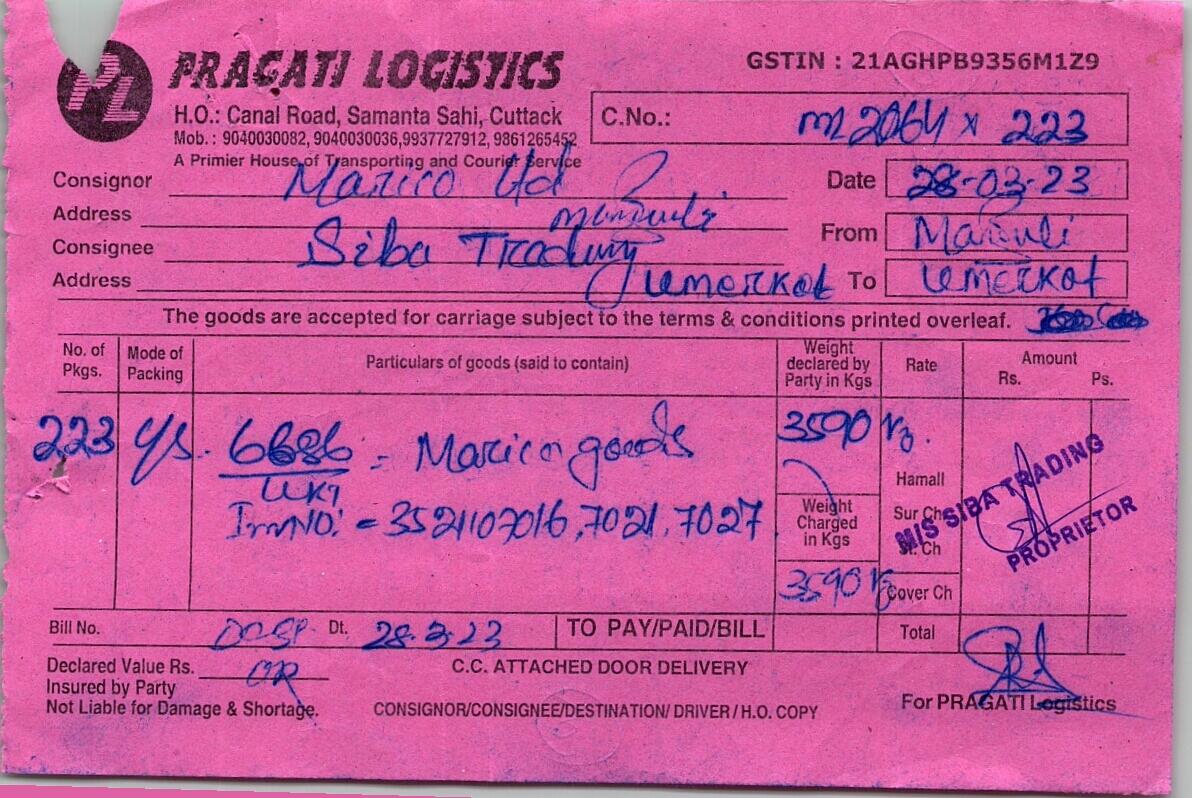 PL PRAGATI LOGISTICS
GSTIN : 21AGHPB9356M1Z9
H.O.: Canal Road, Samanta Sahi, Cuttack
Mob. : 9040030082, 9040030036,9937727912, 9861265452
A Primier House of Transporting and Courier Service
C.No.: m2064 x 223
Consignor Marico Ltd
Date 28-03-23
Address
From
Consignee Siba Trading
Address Umerkot To Umerkot
The goods are accepted for carriage subject to the terms & conditions printed overleaf.
No. of Pkgs. Mode of Packing Particulars of goods (said to contain) Weight declared by Party in Kgs Rate Amount Rs. Ps.
223 6686 - Marico goods 3590
UKT
InvNO: = 3521107016, 7021, 7027
Weight Charged in Kgs
3590
Hamall
Sur Ch
St. Ch
Cover Ch
M/S SIBA TRADING
PROPRIETOR
Bill No. Dt. 28-3-23 TO PAY/PAID/BILL Total
Declared Value Rs. C.C. ATTACHED DOOR DELIVERY
Insured by Party
Not Liable for Damage & Shortage. CONSIGNOR/CONSIGNEE/DESTINATION/ DRIVER / H.O. COPY For PRAGATI Logistics